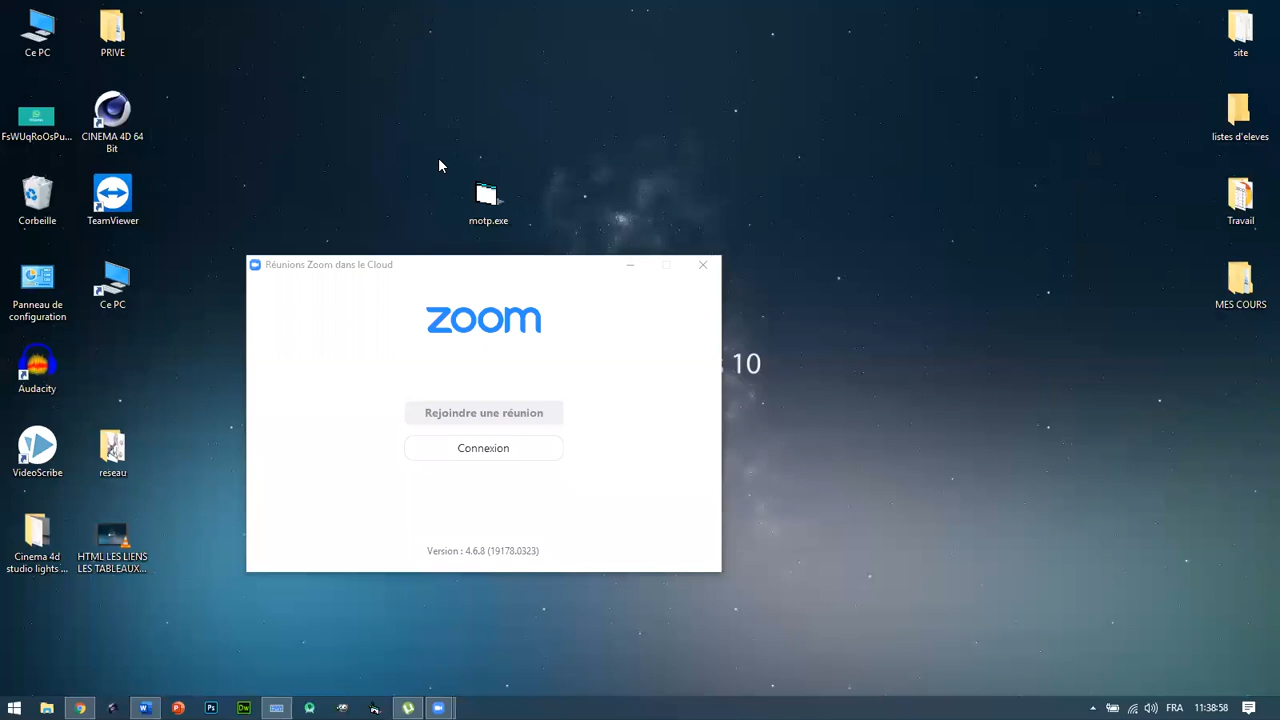 Ce PC
PRIVE
site
FsWUqRoOsPu...
CINEMA 4D 64
Bit
listes d'eleves
Corbeille
TeamViewer
motp.exe
Travail
Réunions Zoom dans le Cloud
Panneau de
configuration
Ce PC
MES COURS
zoom
10
Audacity
Rejoindre une réunion
Connexion
VideoScribe
reseau
Version : 4.6.8 (19178.0323)
Cinema 4d
studio lights ...
HTML LES LIENS
LES TABLEAUX...
Ps
Dw
FRA
11:38:58